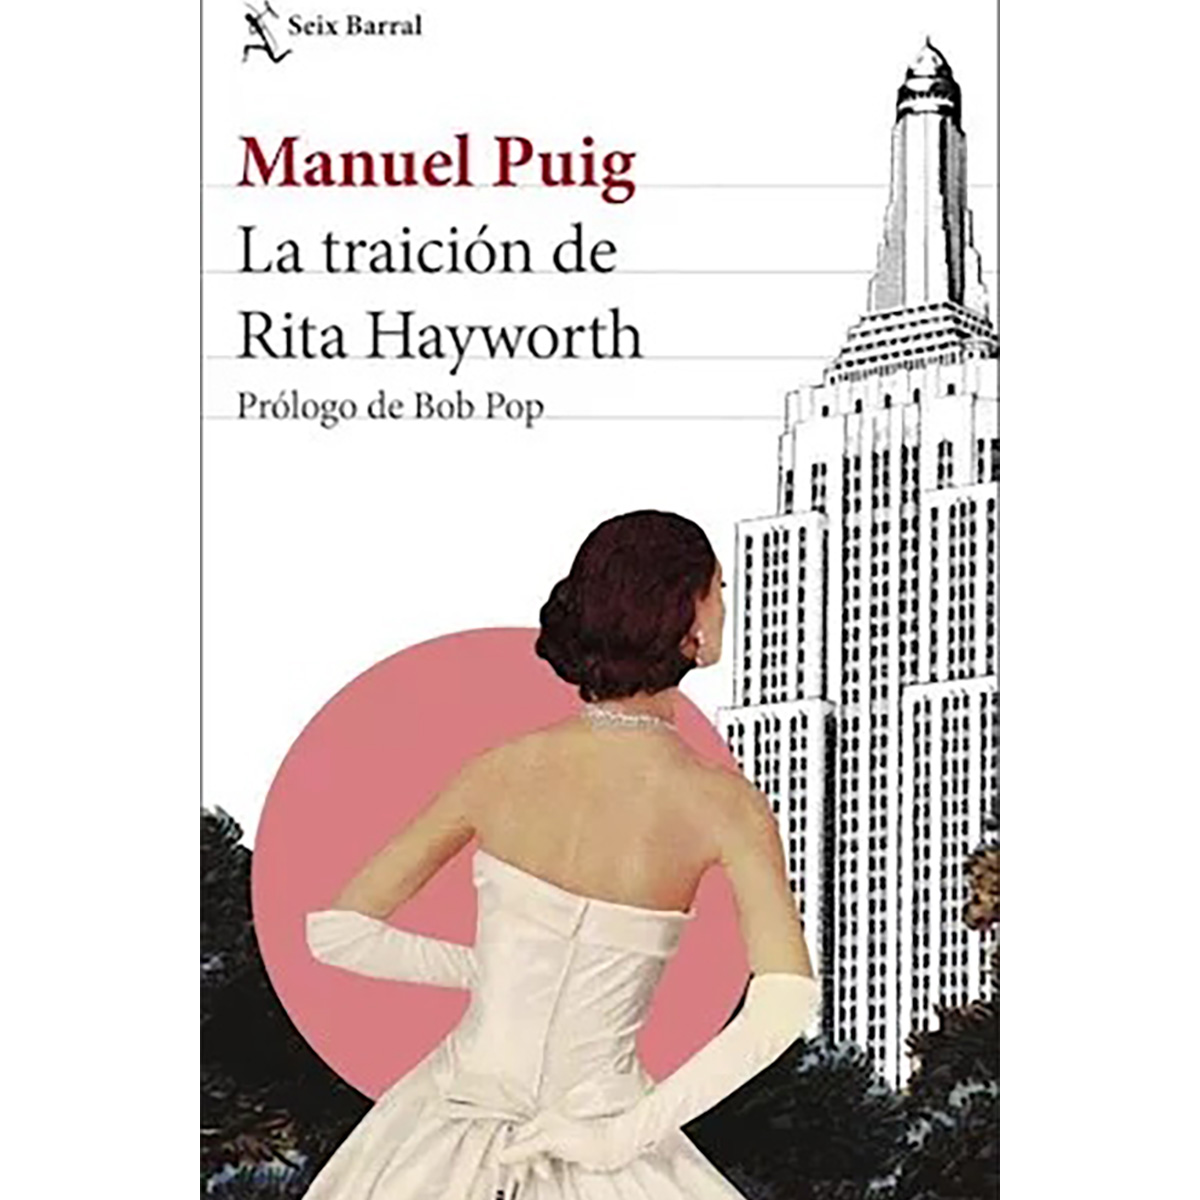 Seix Barral
Manuel Puig
La traición de
Rita Hayworth
Prólogo de Bob Pop